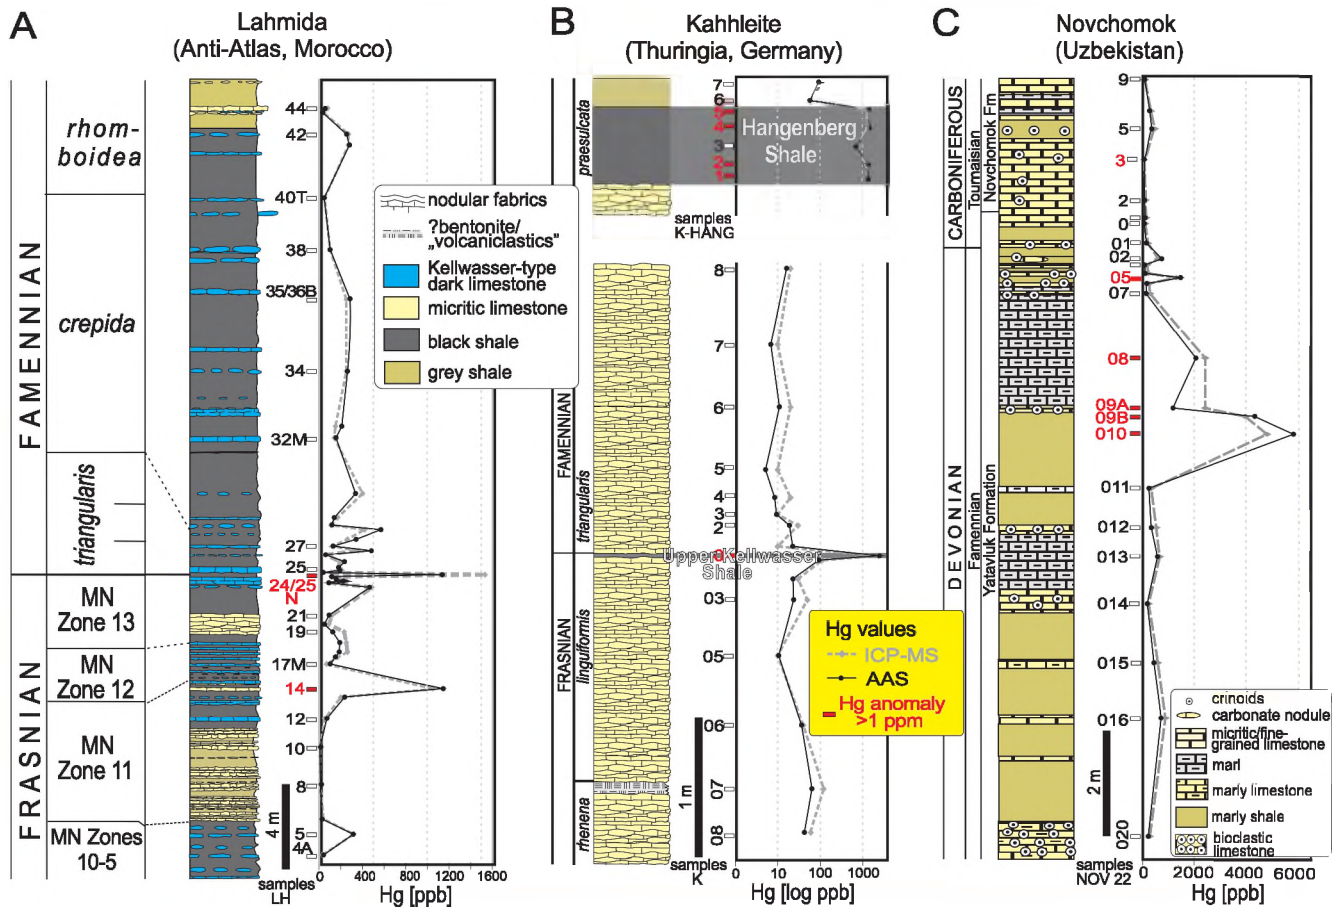 A
Lahmida
(Anti-Atlas, Morocco)
FAMENNIAN
FRASNIAN
rhom-
boidea
crepida
triangularis
MN
Zone 13
MN
Zone 12
MN
Zone 11
MN Zones
10-5
44
42
40T
38
35/36B
34
32M
27
25
24/25
N
21
19
17M
14
12
10
8
5
4A
4 m
samples
LH
0
400
800
1200
1600
Hg [ppb]
nodular fabrics
?bentonite/
„volcaniclastics"
Kellwasser-type
dark limestone
micritic limestone
black shale
grey shale
B
Kahhleite
(Thuringia, Germany)
praesulcata
7
6
5
4
3
2
1
Hangenberg
Shale
samples
K-HANG
FAMENNIAN
FRASNIAN
triangularis
linguiformis
rhenena
8
7
6
5
4
3
2
0
Upper Kellwasser
Shale
03
05
06
07
08
1 m
samples
K
0
10
100
1000
Hg [log ppb]
Hg values
ICP-MS
AAS
Hg anomaly
>1 ppm
C
Novchomok
(Uzbekistan)
CARBONIFEROUS
Tournaisian
Novchomok Fm
DEVONIAN
Famennian
Yatavluk Formation
9
5
3
2
0
01
02
05
07
08
09A
09B
010
011
012
013
014
015
016
020
2 m
samples
NOV 22
0
2000
4000
6000
Hg [ppb]
crinoids
carbonate nodule
micritic/fine-
grained limestone
marl
marly limestone
marly shale
bioclastic
limestone